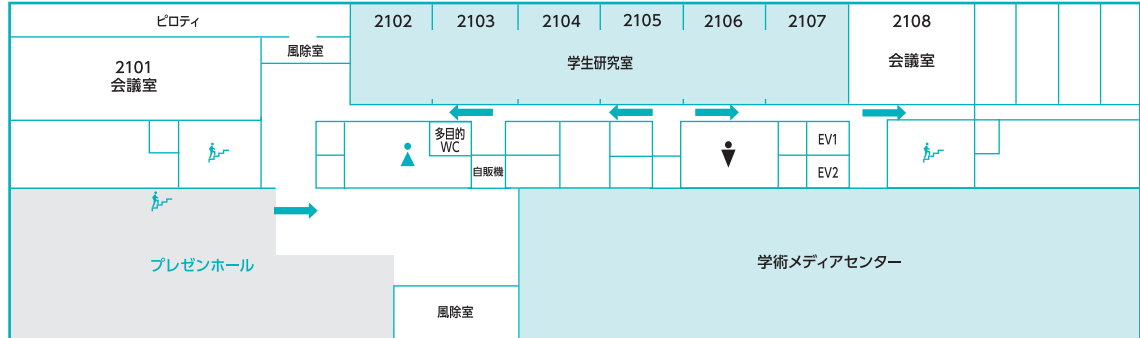 ピロティ
2102
2103
2104
2105
2106
2107
2108
会議室
風除室
学生研究室
2101
会議室
多目的
WC
自販機
EV1
EV2
プレゼンホール
学術メディアセンター
風除室